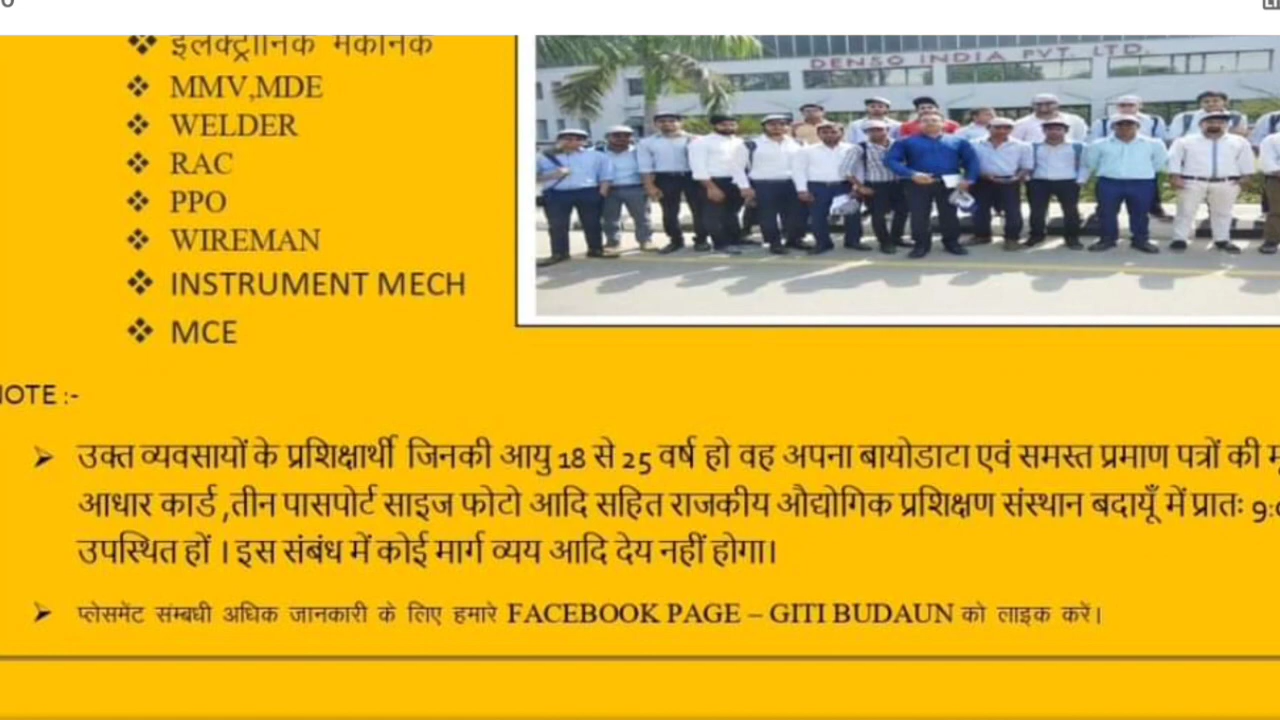 इलेक्ट्रॉनिक मैकेनिक
MMV,MDE
WELDER
RAC
PPO
WIREMAN
INSTRUMENT MECH
MCE
DENSO INDIA PVT. LTD.
NOTE :-
उक्त व्यवसायों के प्रशिक्षार्थी जिनकी आयु 18 से 25 वर्ष हो वह अपना बायोडाटा एवं समस्त प्रमाण पत्रों की
आधार कार्ड ,तीन पासपोर्ट साइज फोटो आदि सहित राजकीय औद्योगिक प्रशिक्षण संस्थान बदायूँ में प्रातः 9:
उपस्थित हों । इस संबंध में कोई मार्ग व्यय आदि देय नहीं होगा।
प्लेसमेंट संम्बधी अधिक जानकारी के लिए हमारे FACEBOOK PAGE – GITI BUDAUN को लाइक करें।